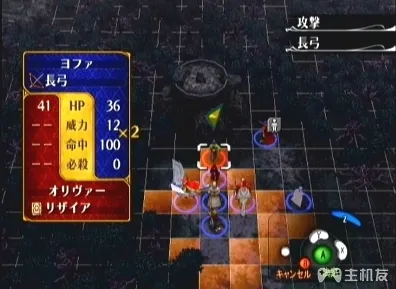 攻撃
長弓
ヨファ
長弓
41 HP 36
-- 威力 12 ×2
-- 命中 100
-- 必殺 0
オリヴァー
リザイア
Z
Y
X
A
B
キャンセル
主机友